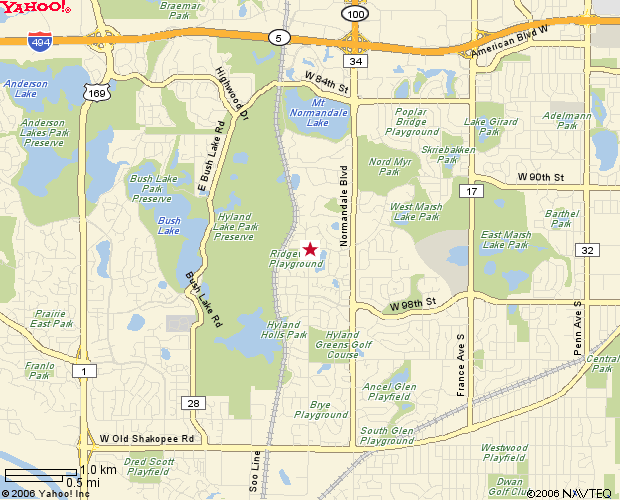 YAHOO!
Braemar
Park
100
494
5
American Blvd W
34
Anderson
Lake
169
Highwood Dr
W 84th St
Mt
Normandale
Lake
Poplar
Bridge
Playground
Lake Girard
Park
Adelmann
Park
Anderson
Lakes Park
Preserve
E Bush Lake Rd
Skriebakken
Park
Nord Myr
Park
W 90th St
Bush Lake
Park
Preserve
17
Normandale Blvd
West Marsh
Lake Park
Barthel
Park
Bush
Lake
Hyland
Lake Park
Preserve
East Marsh
Lake Park
32
Playground
Bush Lake Rd
W 98th St
Prairie
East Park
Hyland
Holls Park
Hyland
Greens Golf
Course
France Ave S
Penn Ave S
Franlo
Park
1
Central
Park
Ancel Glen
Playfield
28
Brye
Playground
South Glen
Playground
W Old Shakopee Rd
Westwood
Playfield
Dred Scott
Playfield
Soo Line
1.0 km
0.5 mi
Dwan
Golf Clu
©2006 Yahoo! Inc
©2006 NAVTEQ